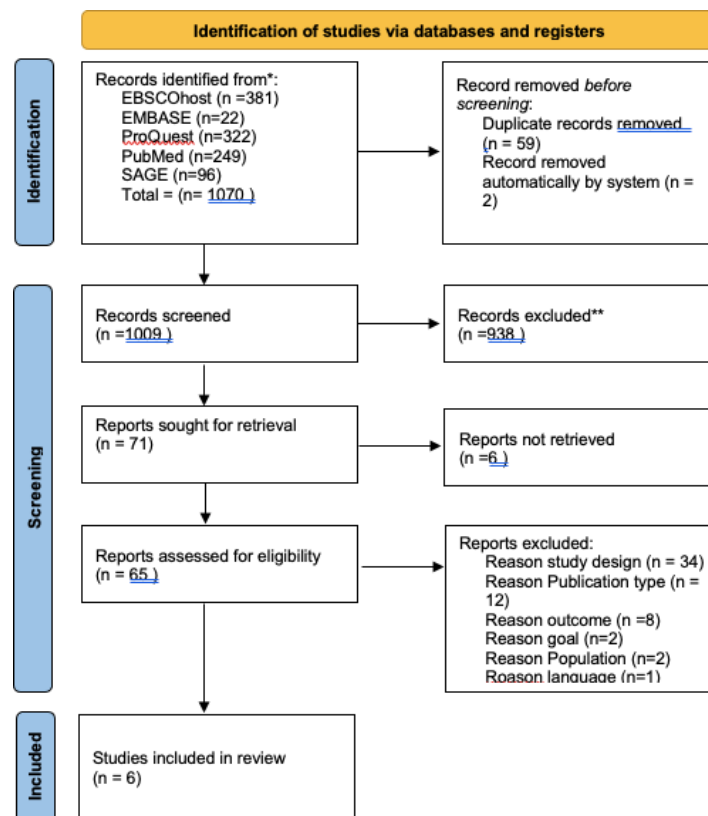 Identification of studies via databases and registers
Identification
Records identified from*:
EBSCOhost (n =381)
EMBASE (n=22)
ProQuest (n=322)
PubMed (n=249)
SAGE (n=96)
Total = (n= 1070 )
Record removed before
screening:
Duplicate records removed
(n = 59)
Record removed
automatically by system (n =
2)
Screening
Records screened
(n =1009 )
Records excluded**
(n =938 )
Reports sought for retrieval
(n = 71)
Reports not retrieved
(n =6 )
Reports assessed for eligibility
(n = 65 )
Reports excluded:
Reason study design (n = 34)
Reason Publication type (n =
12)
Reason outcome (n =8)
Reason goal (n=2)
Reason Population (n=2)
Roason language (n=1)
Included
Studies included in review
(n = 6)